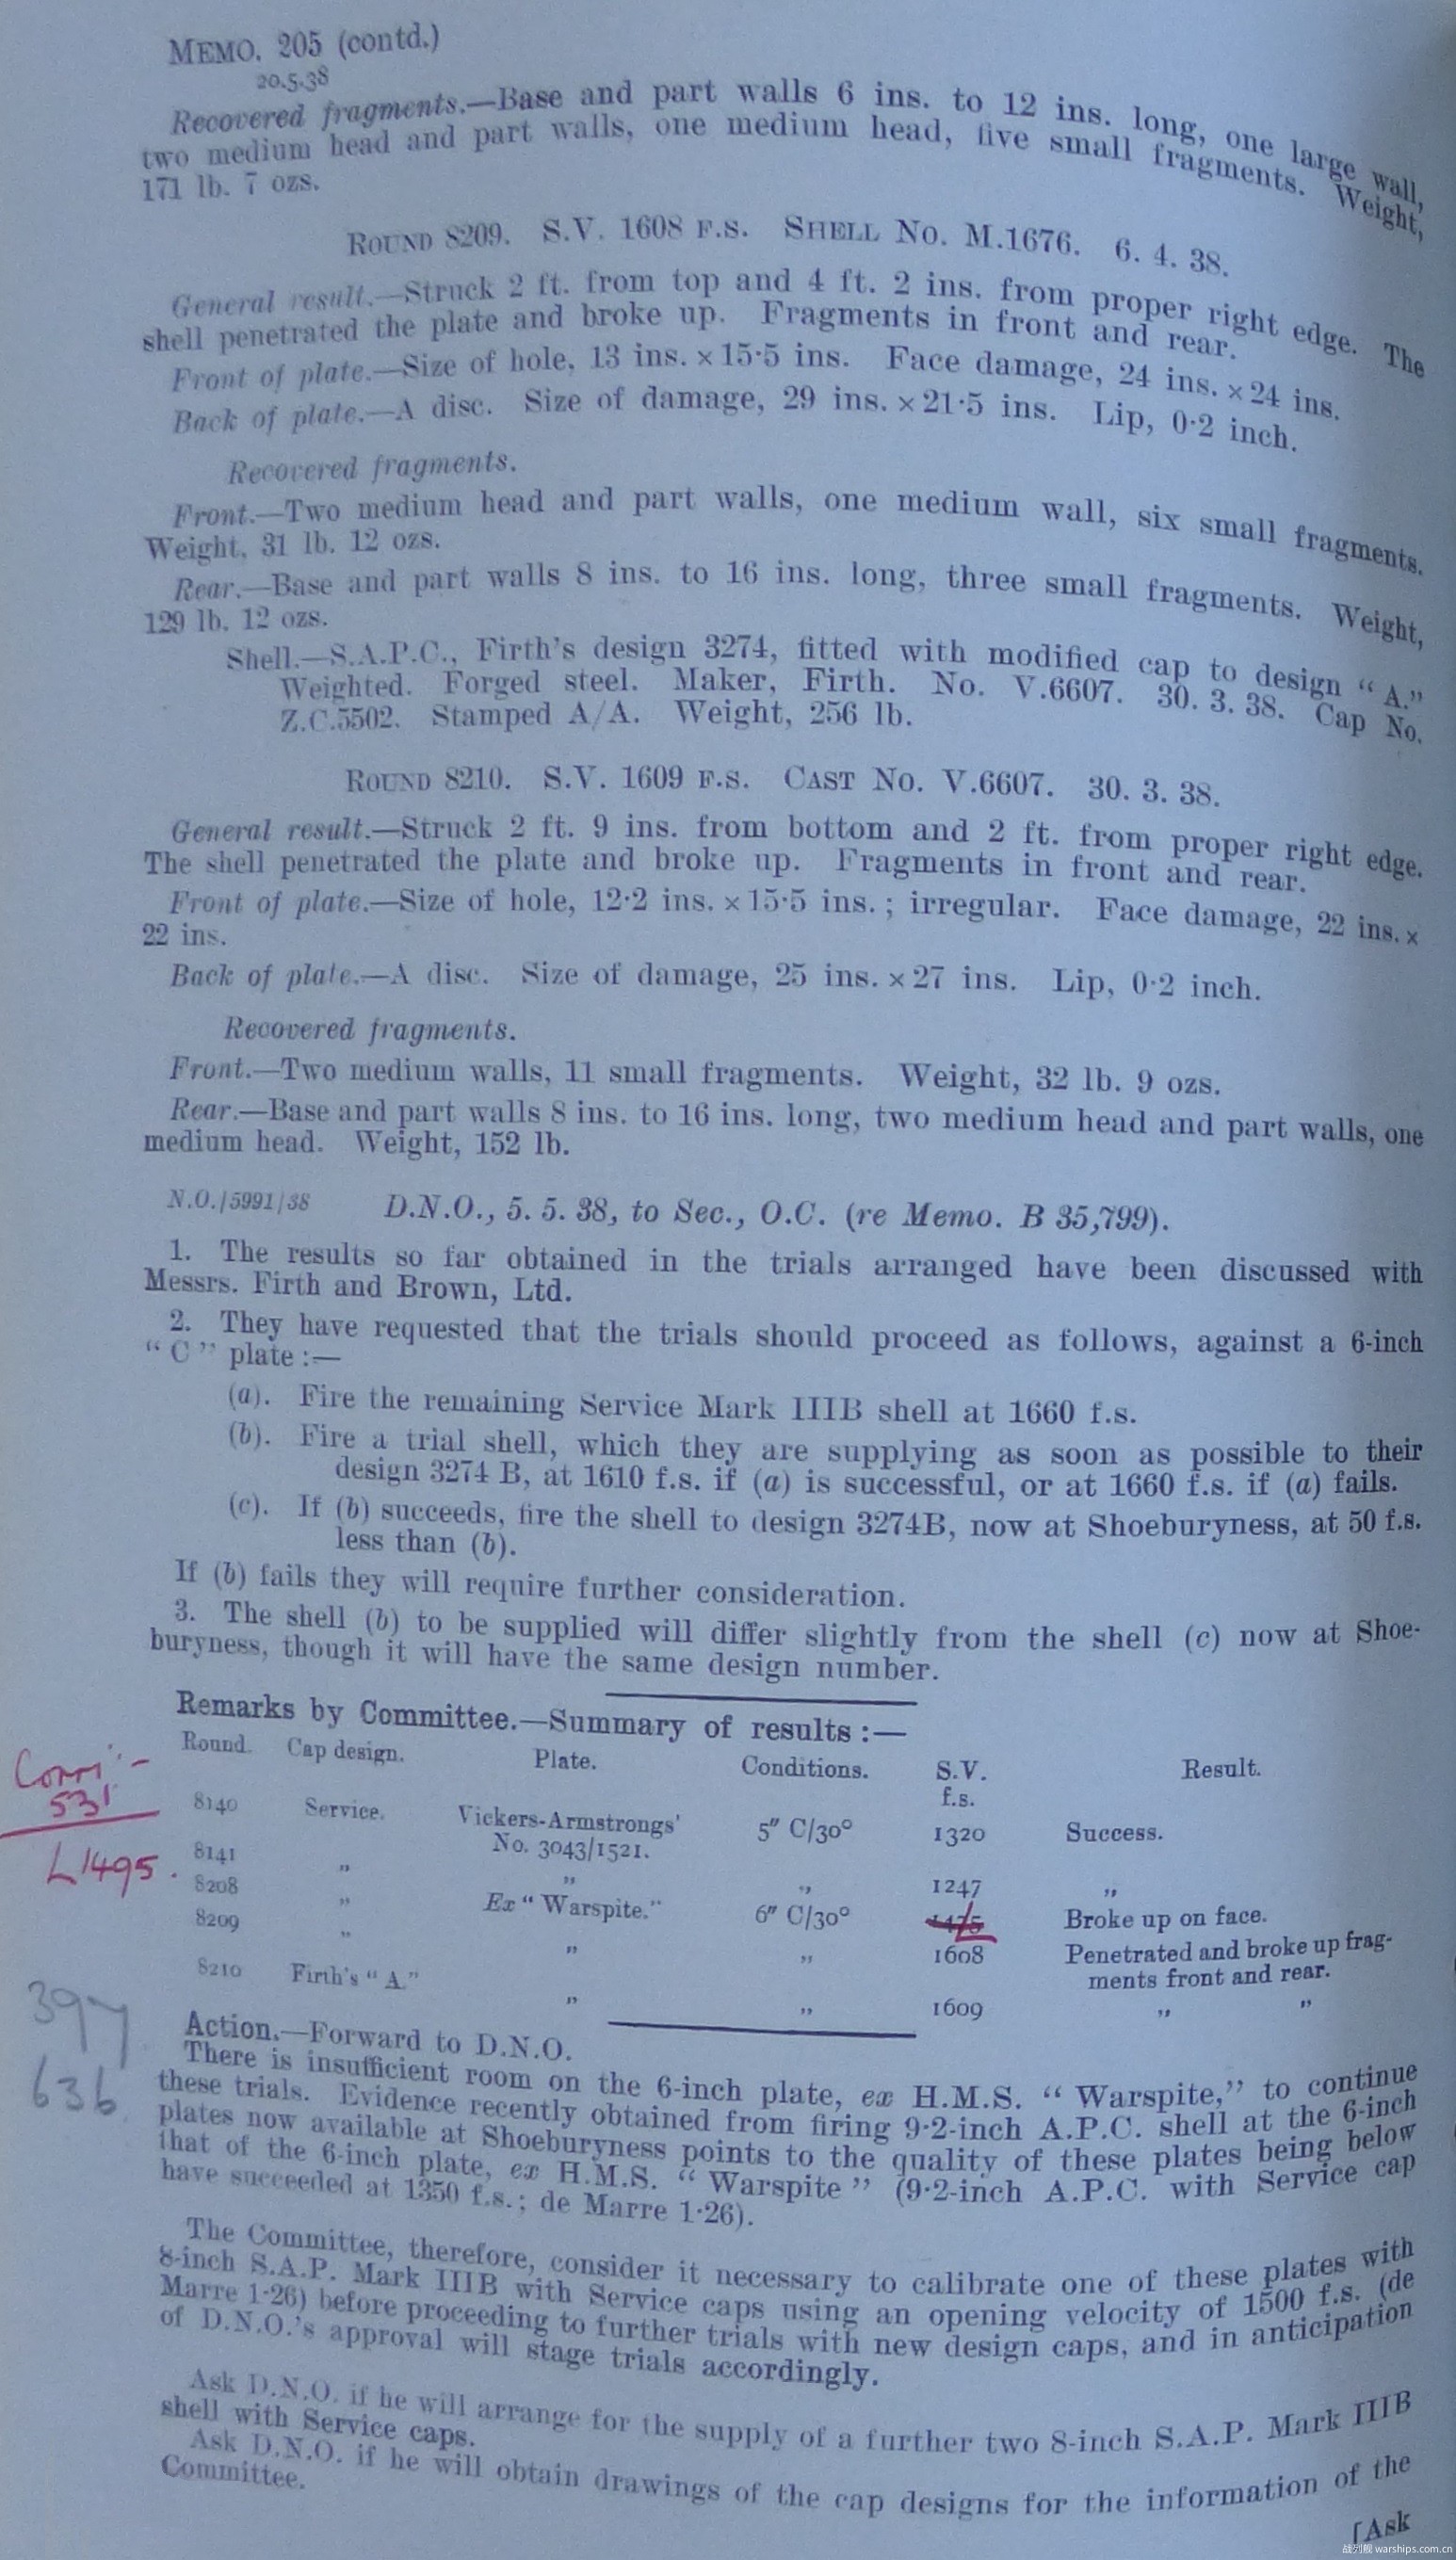 MEMO. 205 (contd.)
20.5.38
Recovered fragments.—Base and part walls 6 ins. to 12 ins. long, one large wall,
two medium head and part walls, one medium head, five small fragments. Weight,
171 lb. 7 ozs.
ROUND 8209. S.V. 1608 F.S. SHELL No. M.1676. 6. 4. 38.
General result.—Struck 2 ft. from top and 4 ft. 2 ins. from proper right edge. The
shell penetrated the plate and broke up. Fragments in front and rear.
Front of plate.—Size of hole, 13 ins. × 15·5 ins. Face damage, 24 ins. × 24 ins.
Back of plate.—A disc. Size of damage, 29 ins. × 21·5 ins. Lip, 0·2 inch.
Recovered fragments.
Front.—Two medium head and part walls, one medium wall, six small fragments.
Weight, 31 lb. 12 ozs.
Rear.—Base and part walls 8 ins. to 16 ins. long, three small fragments. Weight,
129 lb. 12 ozs.
Shell.—S.A.P.C., Firth's design 3274, fitted with modified cap to design "A."
Weighted. Forged steel. Maker, Firth. No. V.6607. 30. 3. 38. Cap No.
Z.C.5502. Stamped A/A. Weight, 256 lb.
ROUND 8210. S.V. 1609 F.S. CAST No. V.6607. 30. 3. 38.
General result.—Struck 2 ft. 9 ins. from bottom and 2 ft. from proper right edge.
The shell penetrated the plate and broke up. Fragments in front and rear.
Front of plate.—Size of hole, 12·2 ins. × 15·5 ins. ; irregular. Face damage, 22 ins. ×
22 ins.
Back of plate.—A disc. Size of damage, 25 ins. × 27 ins. Lip, 0·2 inch.
Recovered fragments.
Front.—Two medium walls, 11 small fragments. Weight, 32 lb. 9 ozs.
Rear.—Base and part walls 8 ins. to 16 ins. long, two medium head and part walls, one
medium head. Weight, 152 lb.
N.O./5991/38 D.N.O., 5. 5. 38, to Sec., O.C. (re Memo. B 35,799).
1. The results so far obtained in the trials arranged have been discussed with
Messrs. Firth and Brown, Ltd.
2. They have requested that the trials should proceed as follows, against a 6-inch
"C" plate :—
(a). Fire the remaining Service Mark IIIB shell at 1660 f.s.
(b). Fire a trial shell, which they are supplying as soon as possible to their
design 3274 B, at 1610 f.s. if (a) is successful, or at 1660 f.s. if (a) fails.
(c). If (b) succeeds, fire the shell to design 3274B, now at Shoeburyness, at 50 f.s.
less than (b).
If (b) fails they will require further consideration.
3. The shell (b) to be supplied will differ slightly from the shell (c) now at Shoe-
buryness, though it will have the same design number.
Remarks by Committee.—Summary of results :—
Round. Cap design. Plate. Conditions. S.V. Result.
f.s.
8140 Service. Vickers-Armstrongs' 5" C/30° 1320 Success.
No. 3043/1521.
8141 " " " 1247 "
8208 " Ex "Warspite." 6" C/30° 1475 Broke up on face.
8209 " " " 1608 Penetrated and broke up frag-
ments front and rear.
8210 Firth's "A." " " 1609 " "
Corri :-
531
L1495.
397
636
Action.—Forward to D.N.O.
There is insufficient room on the 6-inch plate, ex H.M.S. "Warspite," to continue
these trials. Evidence recently obtained from firing 9·2-inch A.P.C. shell at the 6-inch
plates now available at Shoeburyness points to the quality of these plates being below
that of the 6-inch plate, ex H.M.S. "Warspite" (9·2-inch A.P.C. with Service cap
have succeeded at 1350 f.s.; de Marre 1·26).
The Committee, therefore, consider it necessary to calibrate one of these plates with
8-inch S.A.P. Mark IIIB with Service caps using an opening velocity of 1500 f.s. (de
Marre 1·26) before proceeding to further trials with new design caps, and in anticipation
of D.N.O.'s approval will stage trials accordingly.
Ask D.N.O. if he will arrange for the supply of a further two 8-inch S.A.P. Mark IIIB
shell with Service caps.
Ask D.N.O. if he will obtain drawings of the cap designs for the information of the
Committee.
[Ask
战列舰 warships.com.cn